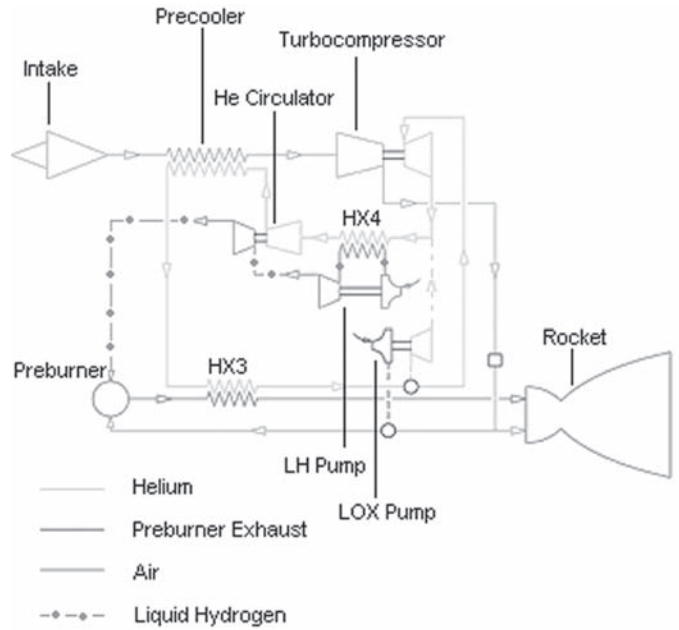 Precooler
Turbocompressor
Intake
He Circulator
HX4
Rocket
Preburner
HX3
LH Pump
LOX Pump
Helium
Preburner Exhaust
Air
Liquid Hydrogen